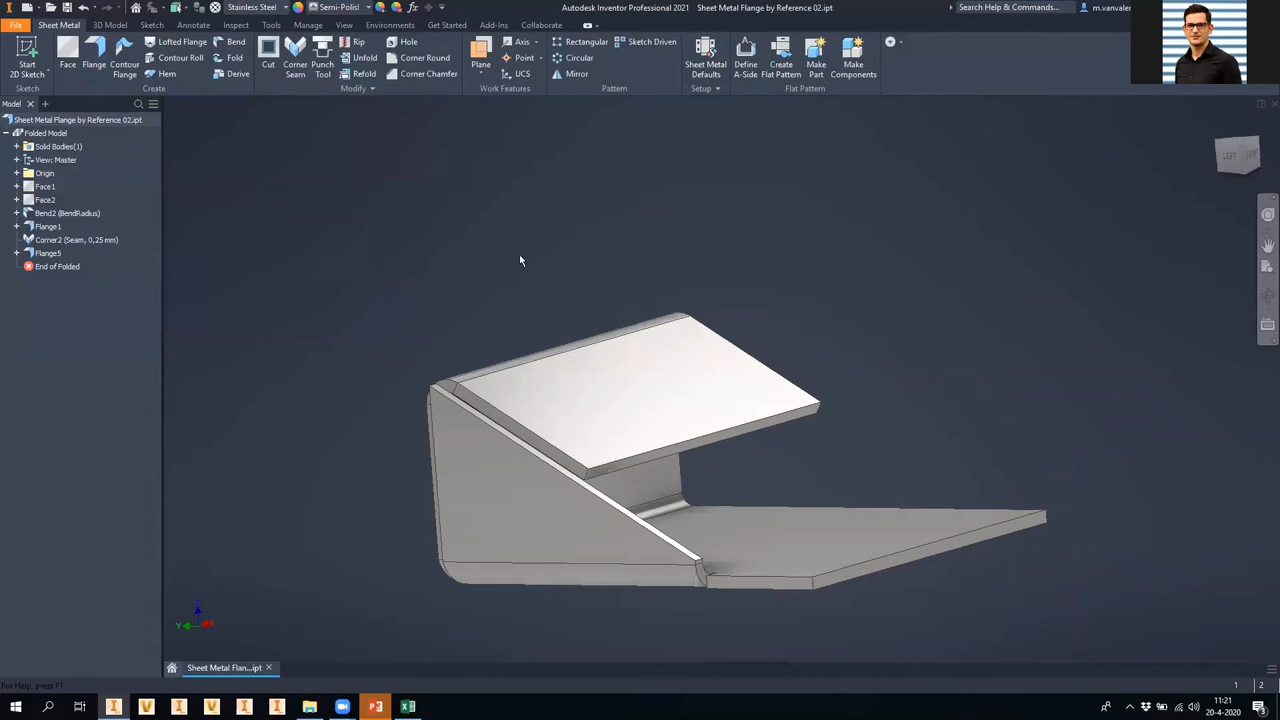 Stainless Steel
Semi-Polisl
Autodesk Inventor Professional 2021
Sheet Metal Flange by Reference 02.ipt
Search Help & Commands...
m.vanvaler
File
Sheet Metal
3D Model
Sketch
Annotate
Inspect
Tools
Manage
View
Environments
Get Started
Add-Ins
Collaborate
Start
2D Sketch
Face
Flange
Contour
Flange
Lofted Flange
Contour Roll
Hem
Bend
Fold
Derive
Cut
Corner
Seam
Punch
Tool
Rip
Unfold
Refold
Hole
Corner Round
Corner Chamfer
Plane
Axis
Point
UCS
Rectangular
Circular
Mirror
Sketch Driven
Sheet Metal
Defaults
Define
A-Side
Create
Flat Pattern
Make
Part
Make
Components
Sketch
Create
Modify
Work Features
Pattern
Setup
Flat Pattern
Model
Sheet Metal Flange by Reference 02.ipt
Folded Model
Solid Bodies(1)
View: Master
Origin
Face1
Face2
Bend2 (BendRadius)
Flange1
Corner2 (Seam, 0,25 mm)
Flange5
End of Folded
LEFT
Y
Sheet Metal Flan...ipt
For Help, press F1
1
2
11:21
20-4-2020